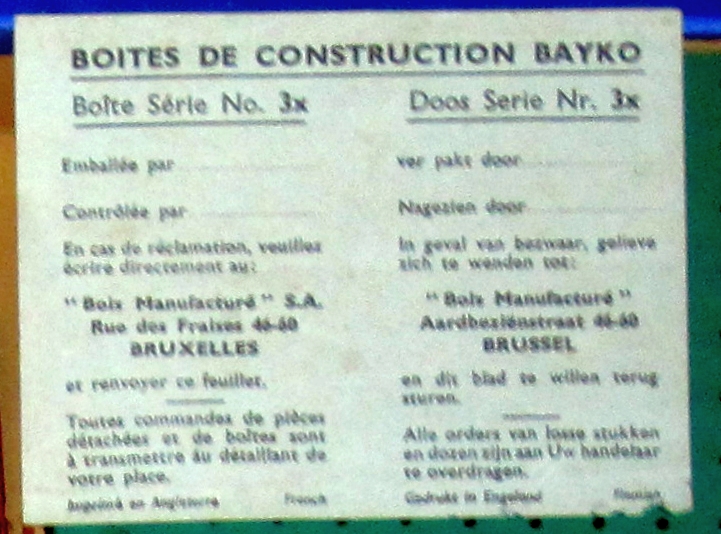 BOITES DE CONSTRUCTION BAYKO
Boîte Série No. 3x
Emballée par
Contrôlée par
En cas de réclamation, veuillez
écrire directement au:
"Bois Manufacturé" S.A.
Rue des Fraises 46-60
BRUXELLES
et renvoyer ce feuillet.
Toutes commandes de pièces
détachées et de boîtes sont
à transmettre au détaillant de
votre place.
Imprimé en Angleterre French
Doos Serie Nr. 3x
ver pakt door
Nagezien door
In geval van bezwaar, gelieve
zich te wenden tot:
"Bois Manufacturé"
Aardbeziënstraat 46-60
BRUSSEL
en dit blad te willen terug
sturen.
Alle orders van losse stukken
en dozen zijn aan Uw handelaar
te overdragen.
Gedrukt in Engeland Flemish